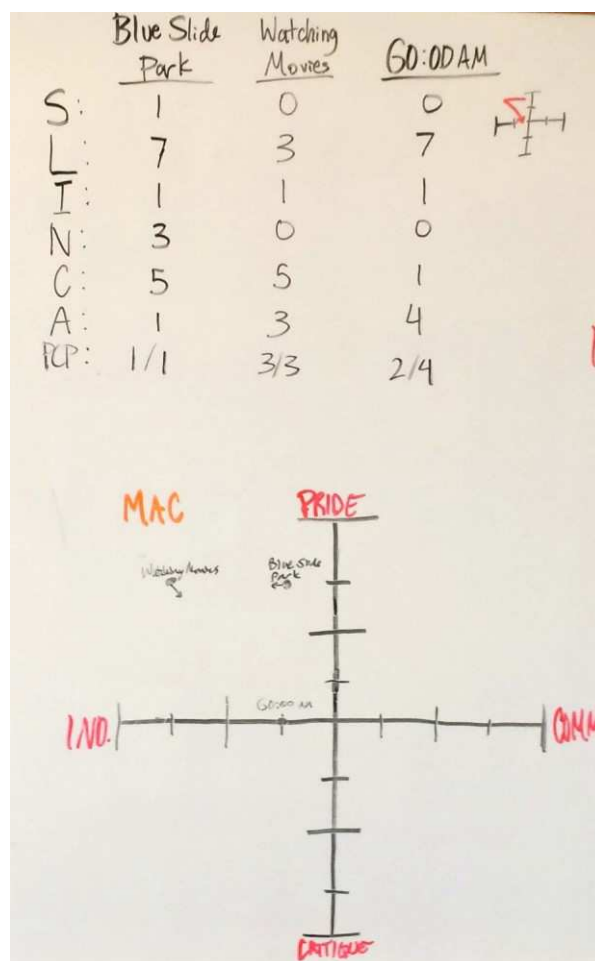 Blue Slide Park
Watching Movies
GO:OD AM
S: 1 0 0
L: 7 3 7
I: 1 1 1
N: 3 0 0
C: 5 5 1
A: 1 3 4
PCP: 1/1 3/3 2/4
MAC
PRIDE
Watching Movies
Blue Slide
Park
GO:OD AM
IND.
COMM
CRITIQUE